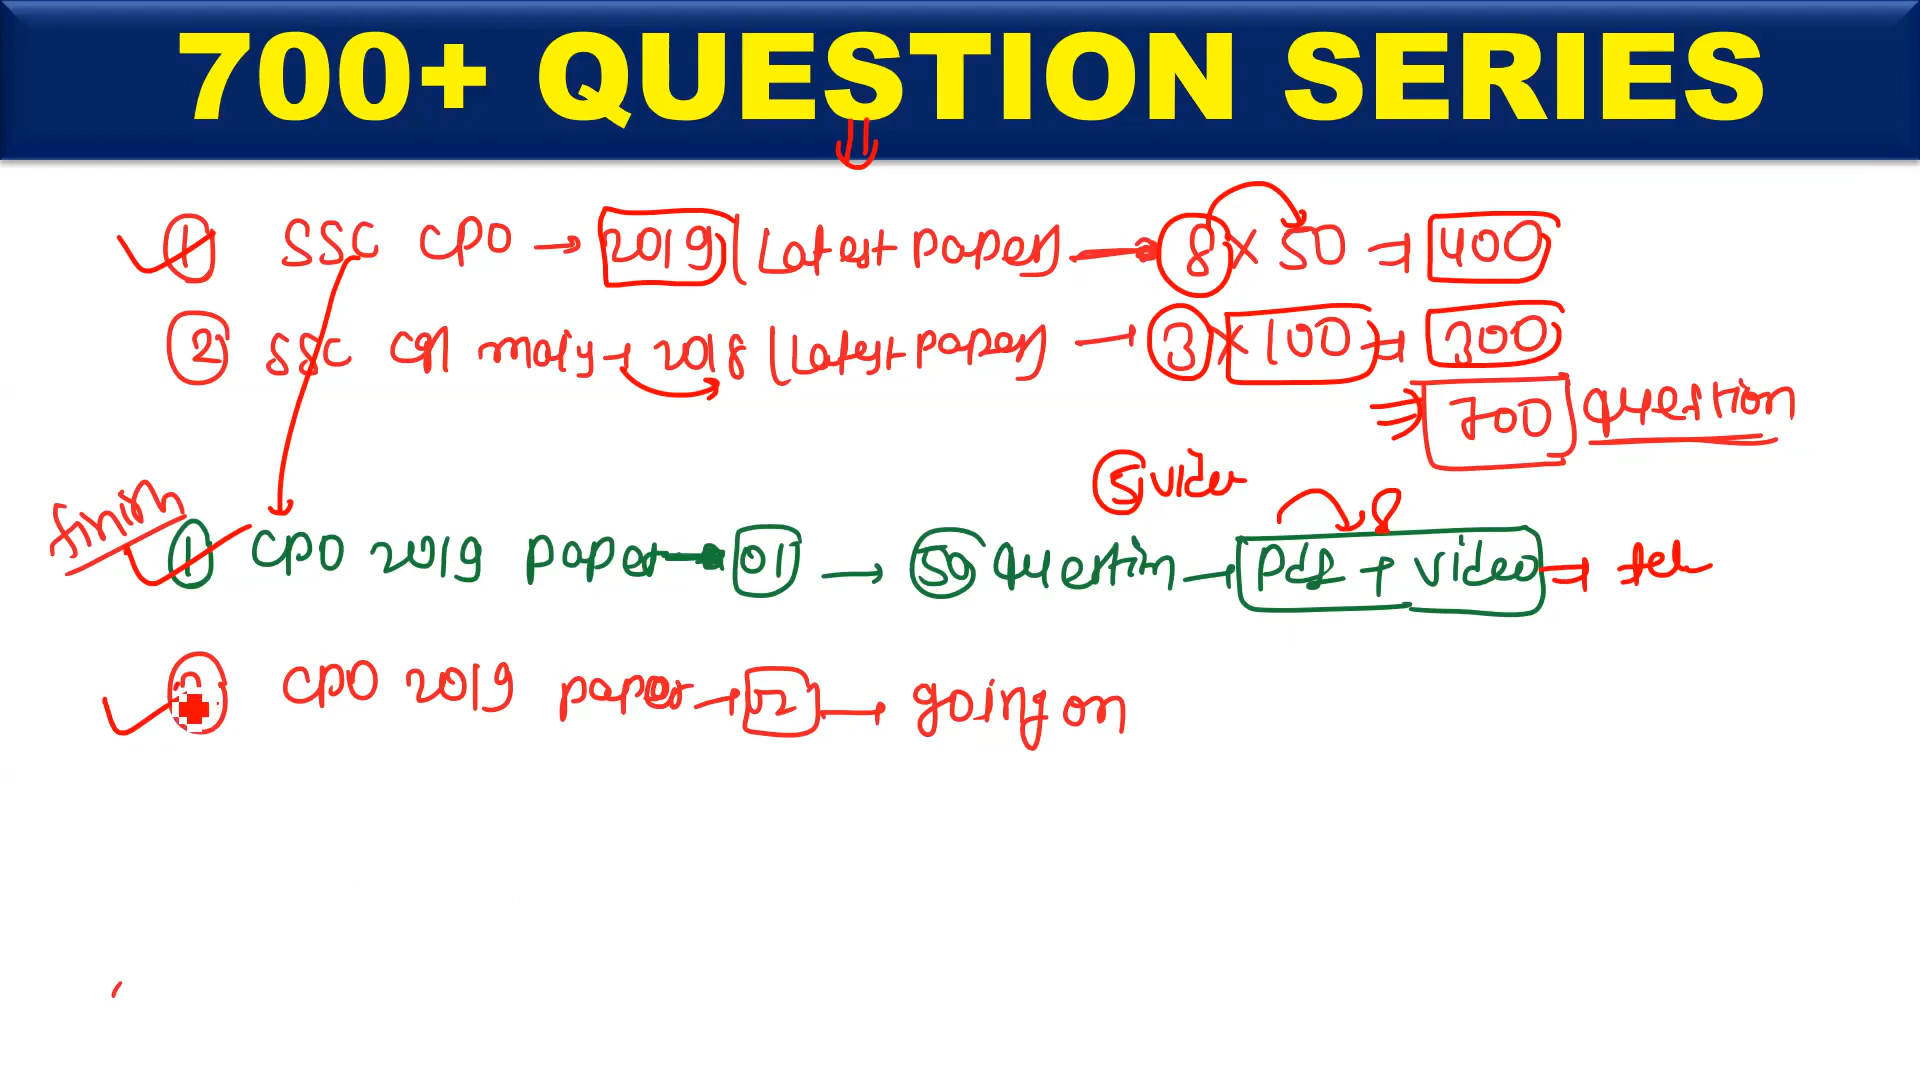 700+ QUESTION SERIES
① SSC CPO → 2019 (Latest Paper) → 8 × 50 ⇒ 400
② SSC CGl → 2018 (Latest Paper) → 3 × 100 ⇒ 300
700 Question
5 video
finish ① CPO 2019 paper → 01 → 50 Question → Pdf + video → tele
8
CPO 2019 paper → 02 → going on